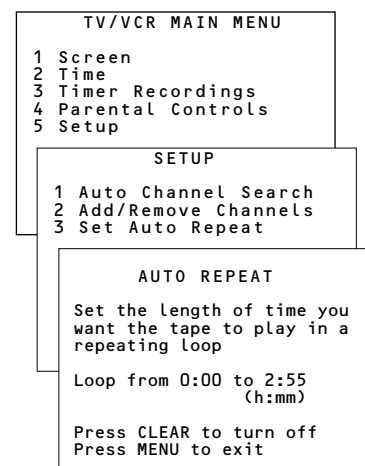 TV/VCR MAIN MENU
1 Screen
2 Time
3 Timer Recordings
4 Parental Controls
5 Setup
SETUP
1 Auto Channel Search
2 Add/Remove Channels
3 Set Auto Repeat
AUTO REPEAT
Set the length of time you
want the tape to play in a
repeating loop
Loop from 0:00 to 2:55
(h:mm)
Press CLEAR to turn off
Press MENU to exit